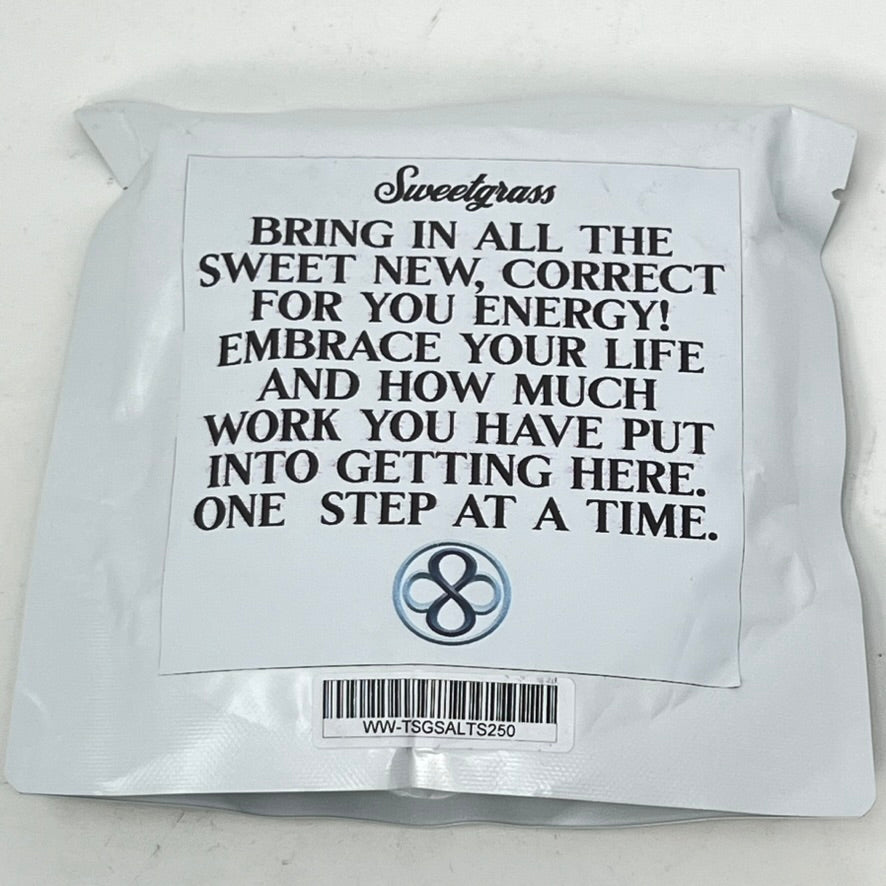 Sweetgrass
BRING IN ALL THE
SWEET NEW, CORRECT
FOR YOU ENERGY!
EMBRACE YOUR LIFE
AND HOW MUCH
WORK YOU HAVE PUT
INTO GETTING HERE.
ONE STEP AT A TIME.
WW-TSGSALTS250